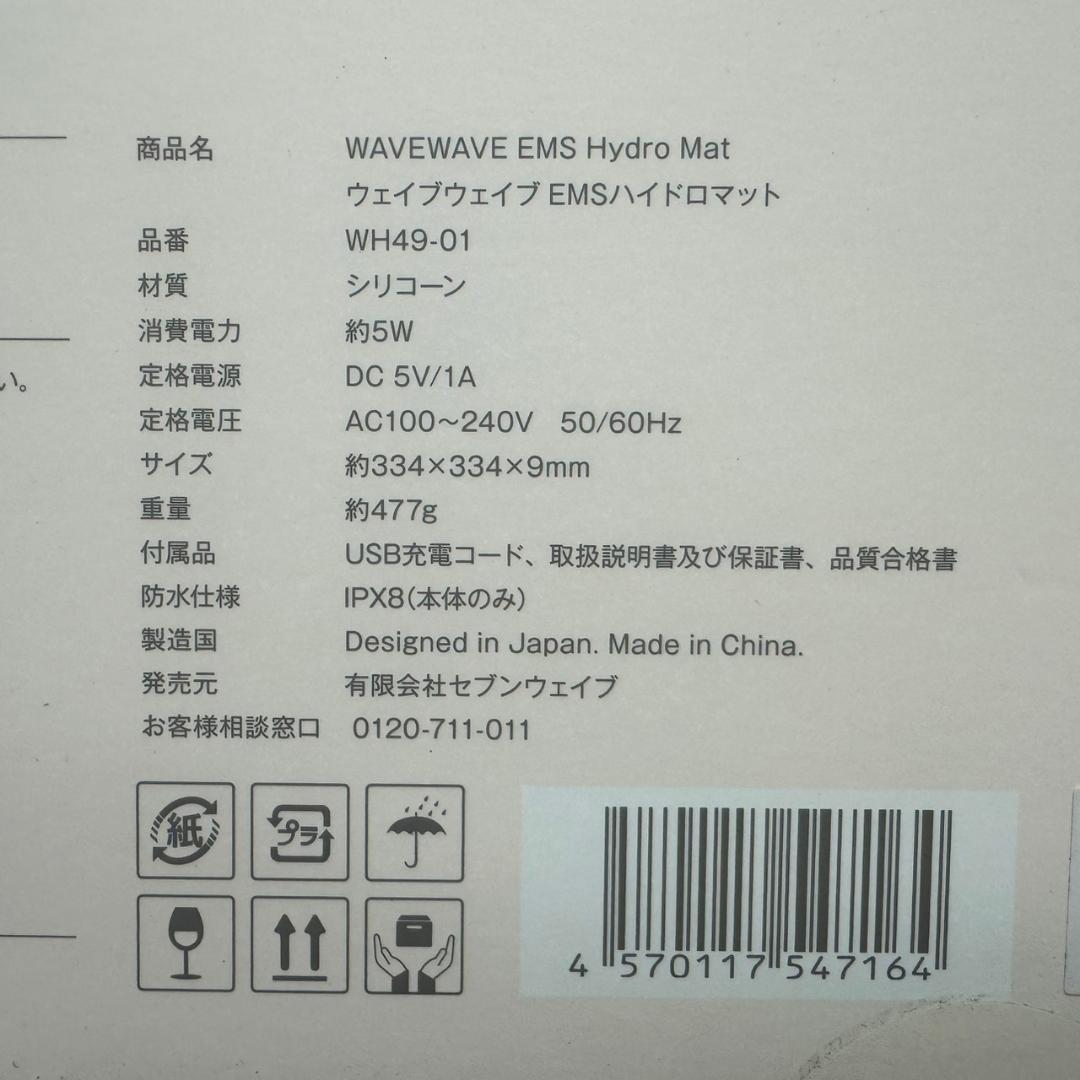 商品名 WAVEWAVE EMS Hydro Mat
ウェイブウェイブ EMSハイドロマット
品番 WH49-01
材質 シリコーン
消費電力 約5W
定格電源 DC 5V/1A
い。
定格電圧 AC100～240V 50/60Hz
サイズ 約334×334×9mm
重量 約477g
付属品 USB充電コード、取扱説明書及び保証書、品質合格書
防水仕様 IPX8(本体のみ)
製造国 Designed in Japan. Made in China.
発売元 有限会社セブンウェイブ
お客様相談窓口 0120-711-011
紙 プラ
4 570117 547164